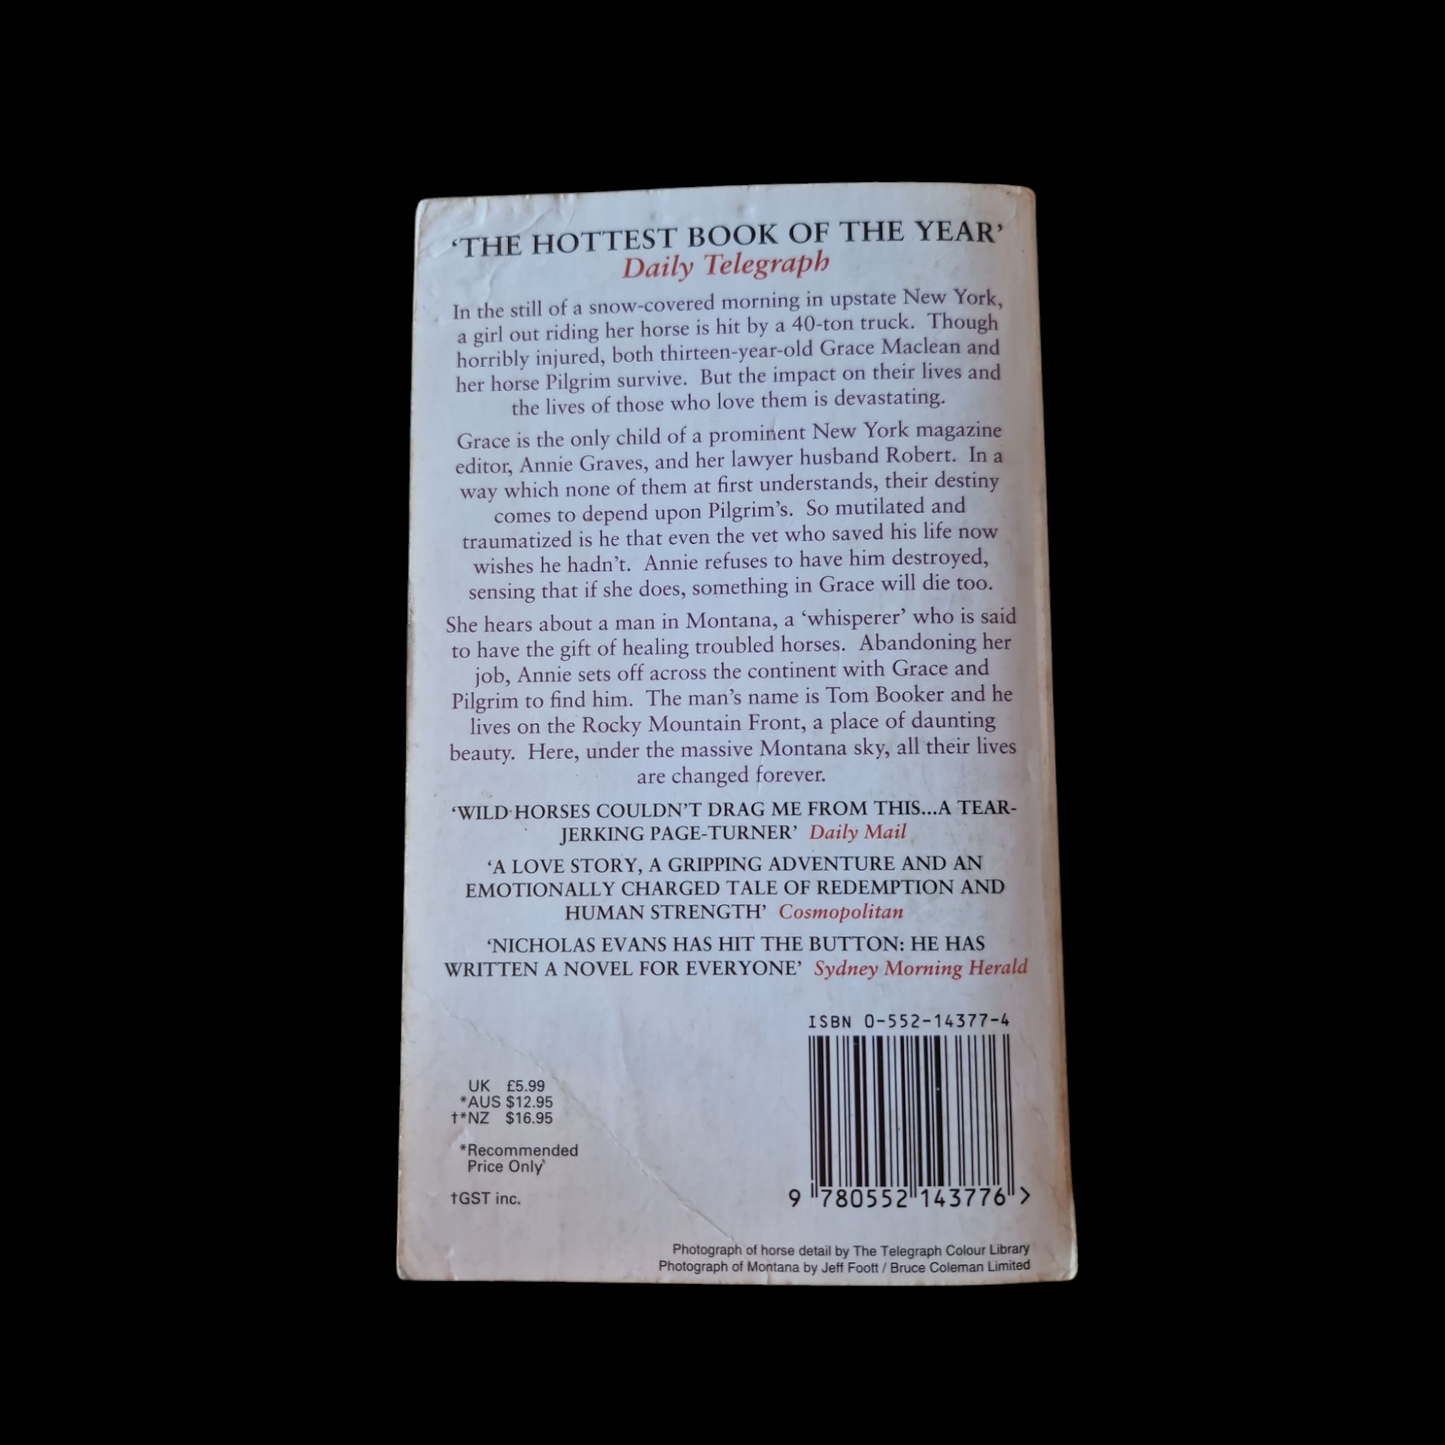 ‘THE HOTTEST BOOK OF THE YEAR’
Daily Telegraph
In the still of a snow-covered morning in upstate New York,
a girl out riding her horse is hit by a 40-ton truck. Though
horribly injured, both thirteen-year-old Grace Maclean and
her horse Pilgrim survive. But the impact on their lives and
the lives of those who love them is devastating.
Grace is the only child of a prominent New York magazine
editor, Annie Graves, and her lawyer husband Robert. In a
way which none of them at first understands, their destiny
comes to depend upon Pilgrim’s. So mutilated and
traumatized is he that even the vet who saved his life now
wishes he hadn’t. Annie refuses to have him destroyed,
sensing that if she does, something in Grace will die too.
She hears about a man in Montana, a ‘whisperer’ who is said
to have the gift of healing troubled horses. Abandoning her
job, Annie sets off across the continent with Grace and
Pilgrim to find him. The man’s name is Tom Booker and he
lives on the Rocky Mountain Front, a place of daunting
beauty. Here, under the massive Montana sky, all their lives
are changed forever.
‘WILD HORSES COULDN’T DRAG ME FROM THIS...A TEAR-
JERKING PAGE-TURNER’ Daily Mail
‘A LOVE STORY, A GRIPPING ADVENTURE AND AN
EMOTIONALLY CHARGED TALE OF REDEMPTION AND
HUMAN STRENGTH’ Cosmopolitan
‘NICHOLAS EVANS HAS HIT THE BUTTON: HE HAS
WRITTEN A NOVEL FOR EVERYONE’ Sydney Morning Herald
ISBN 0-552-14377-4
UK £5.99
*AUS $12.95
†*NZ $16.95
*Recommended
Price Only
†GST inc.
9 780552 143776 >
Photograph of horse detail by The Telegraph Colour Library
Photograph of Montana by Jeff Foott / Bruce Coleman Limited